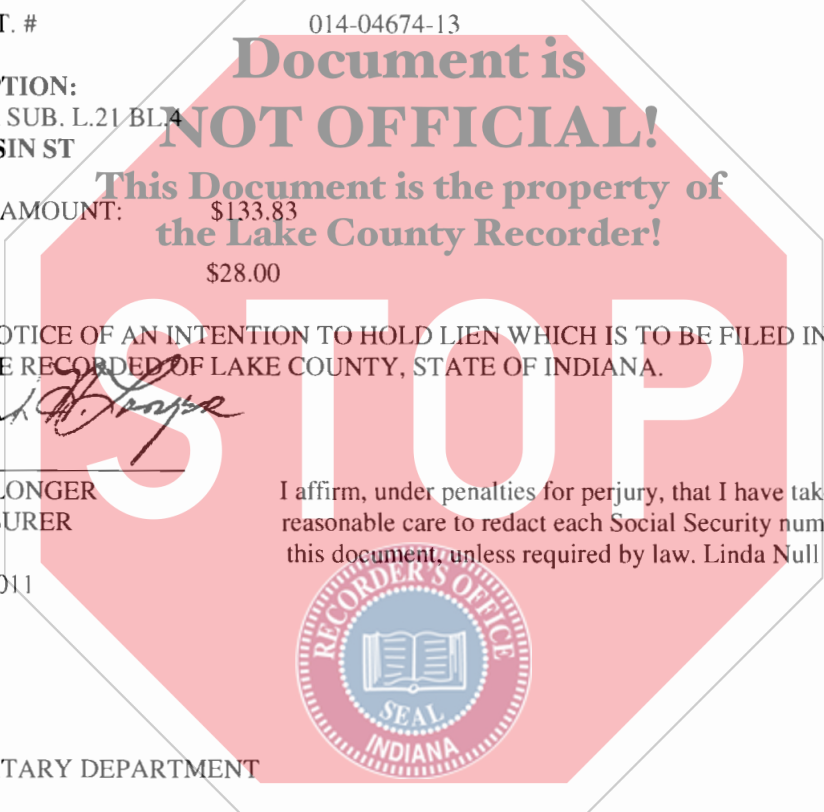 T. # 014-04674-13
Document is
PTION:
SUB. L.21 BL.4
NOT OFFICIAL!
SIN ST
This Document is the property of
AMOUNT: $133.83
the Lake County Recorder!
$28.00
OTICE OF AN INTENTION TO HOLD LIEN WHICH IS TO BE FILED IN
E RECORDED OF LAKE COUNTY, STATE OF INDIANA.
STOP
LONGER I affirm, under penalties for perjury, that I have tak
SURER reasonable care to redact each Social Security num
this document, unless required by law. Linda Null
011
RECORDER'S OFFICE
SEAL
INDIANA
TARY DEPARTMENT